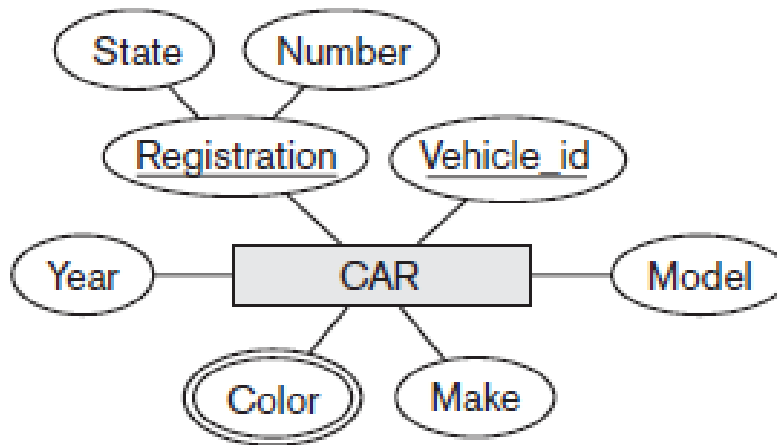 State
Number
Registration
Vehicle_id
Year
CAR
Model
Color
Make